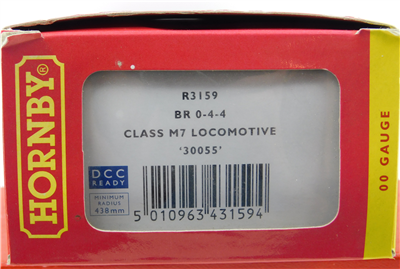 HORNBY®
R3159
BR 0-4-4
CLASS M7 LOCOMOTIVE
'30055'
DCC
READY
MINIMUM
RADIUS
438mm
5 010963 431594
00 GAUGE